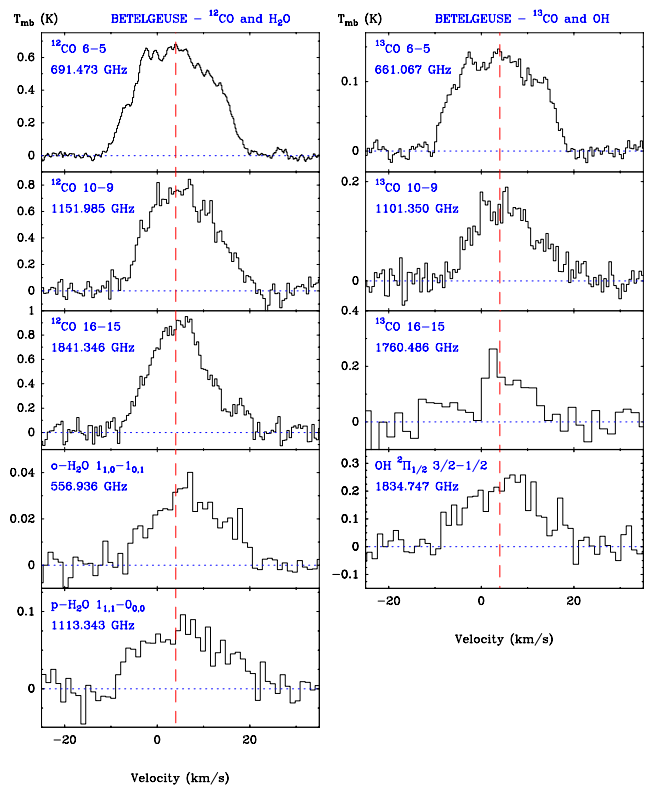 T_mb (K) BETELGEUSE – ¹²CO and H₂O
¹²CO 6–5
691.473 GHz
0.6
0.4
0.2
0
¹²CO 10–9
1151.985 GHz
0.8
0.6
0.4
0.2
0
1
¹²CO 16–15
1841.346 GHz
0.8
0.6
0.4
0.2
0
o–H₂O 1₁,₀–1₀,₁
556.936 GHz
0.04
0.02
0
p–H₂O 1₁,₁–0₀,₀
1113.343 GHz
0.1
0
−20 0 20
Velocity (km/s)
T_mb (K) BETELGEUSE – ¹³CO and OH
¹³CO 6–5
661.067 GHz
0.1
0
¹³CO 10–9
1101.350 GHz
0.2
0.1
0
0.4
¹³CO 16–15
1760.486 GHz
0.2
0
OH ²Π₁/₂ 3/2–1/2
1834.747 GHz
0.3
0.2
0.1
0
−0.1
−20 0 20
Velocity (km/s)